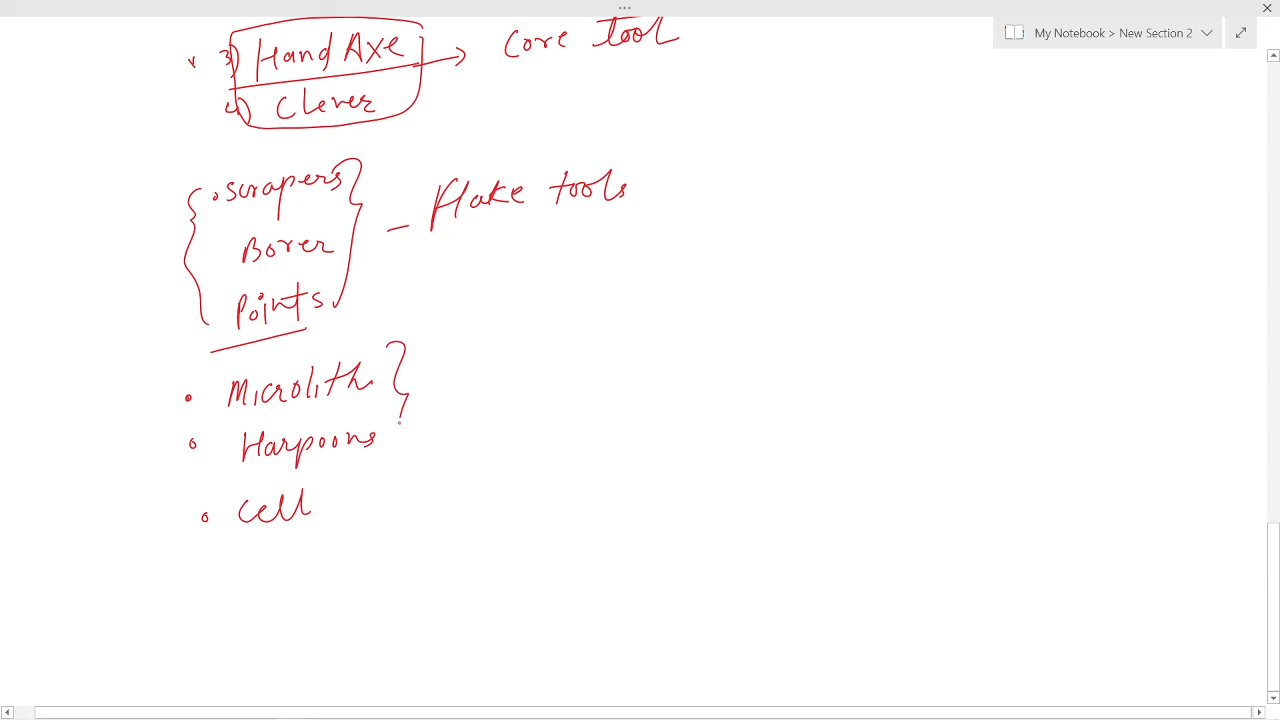 ...
My Notebook > New Section 2
3) Hand Axe → Core tool
4) Clever
• Scrapers
Borer
Points
- Flake tools
• Microlith
• Harpoons
• Cell